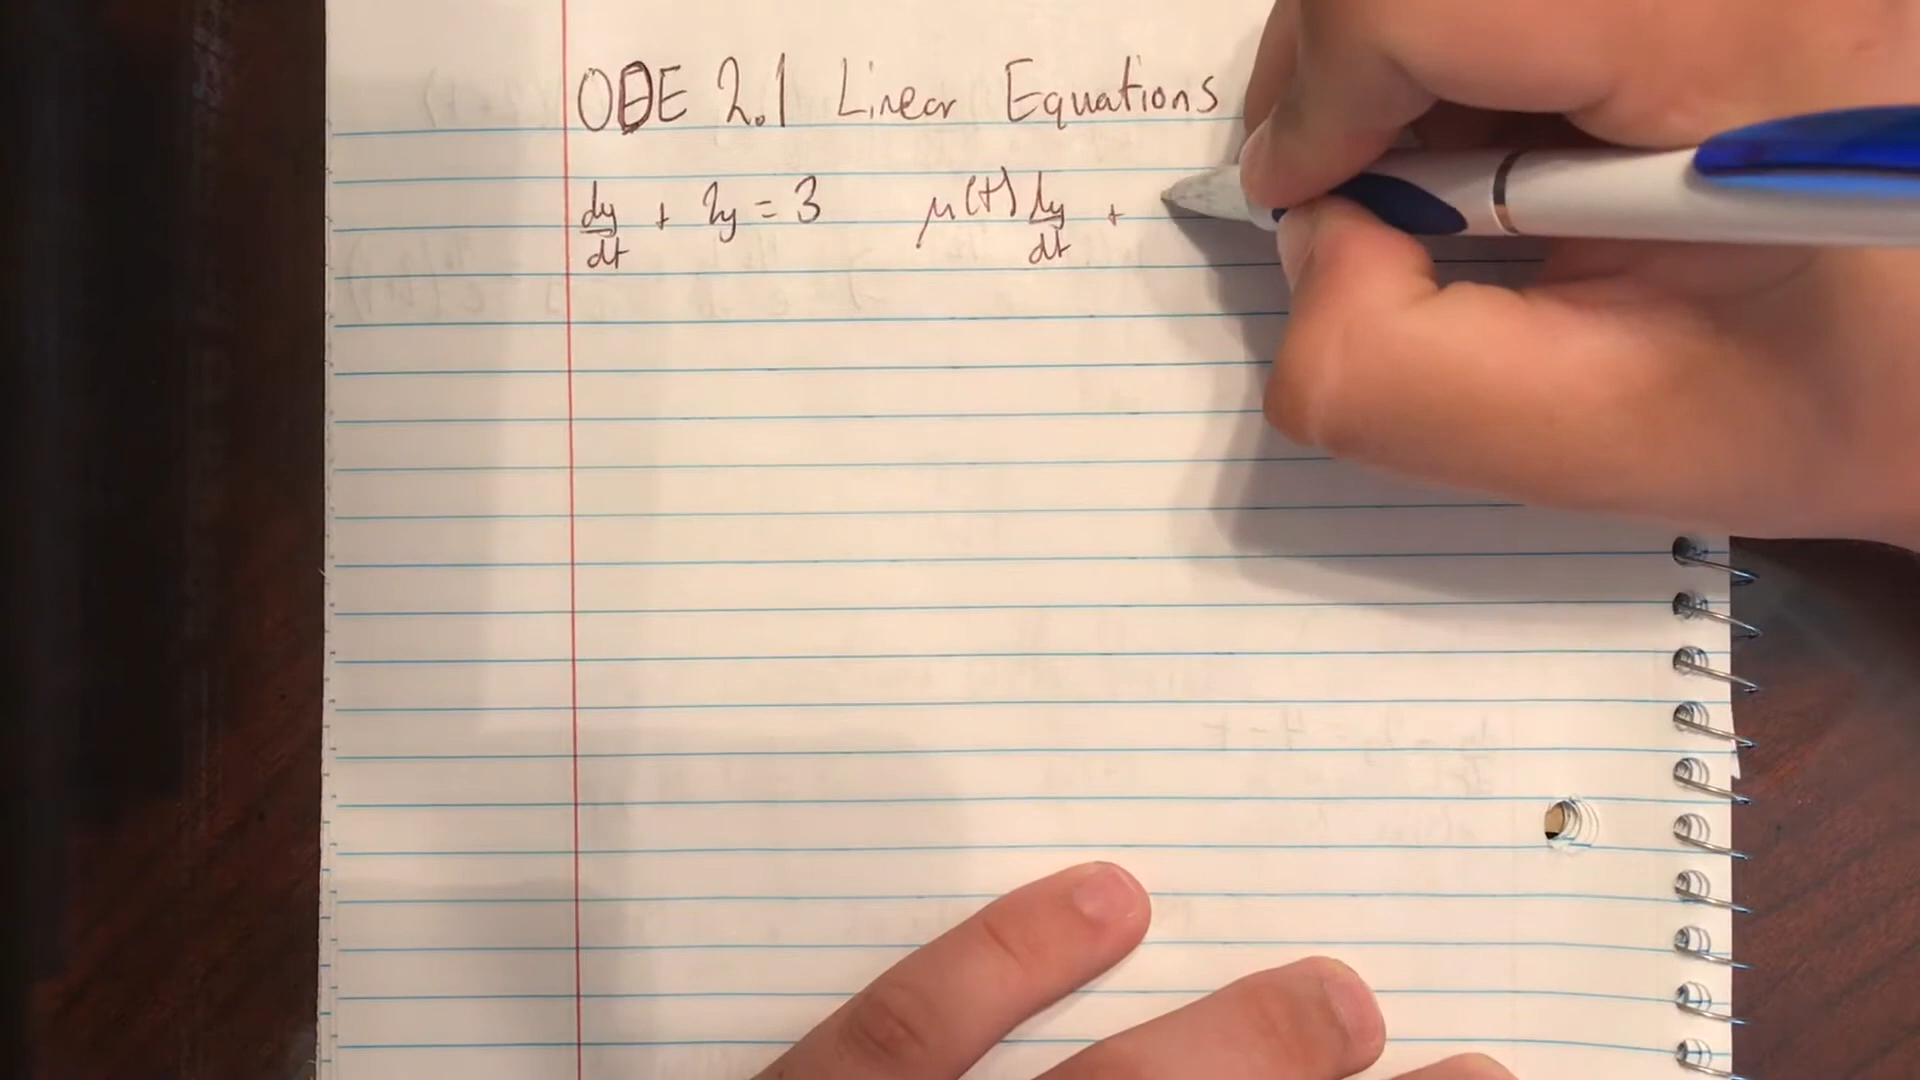 ODE 2.1 Linear Equations
dy/dt + 2y = 3 μ(t) dy/dt +